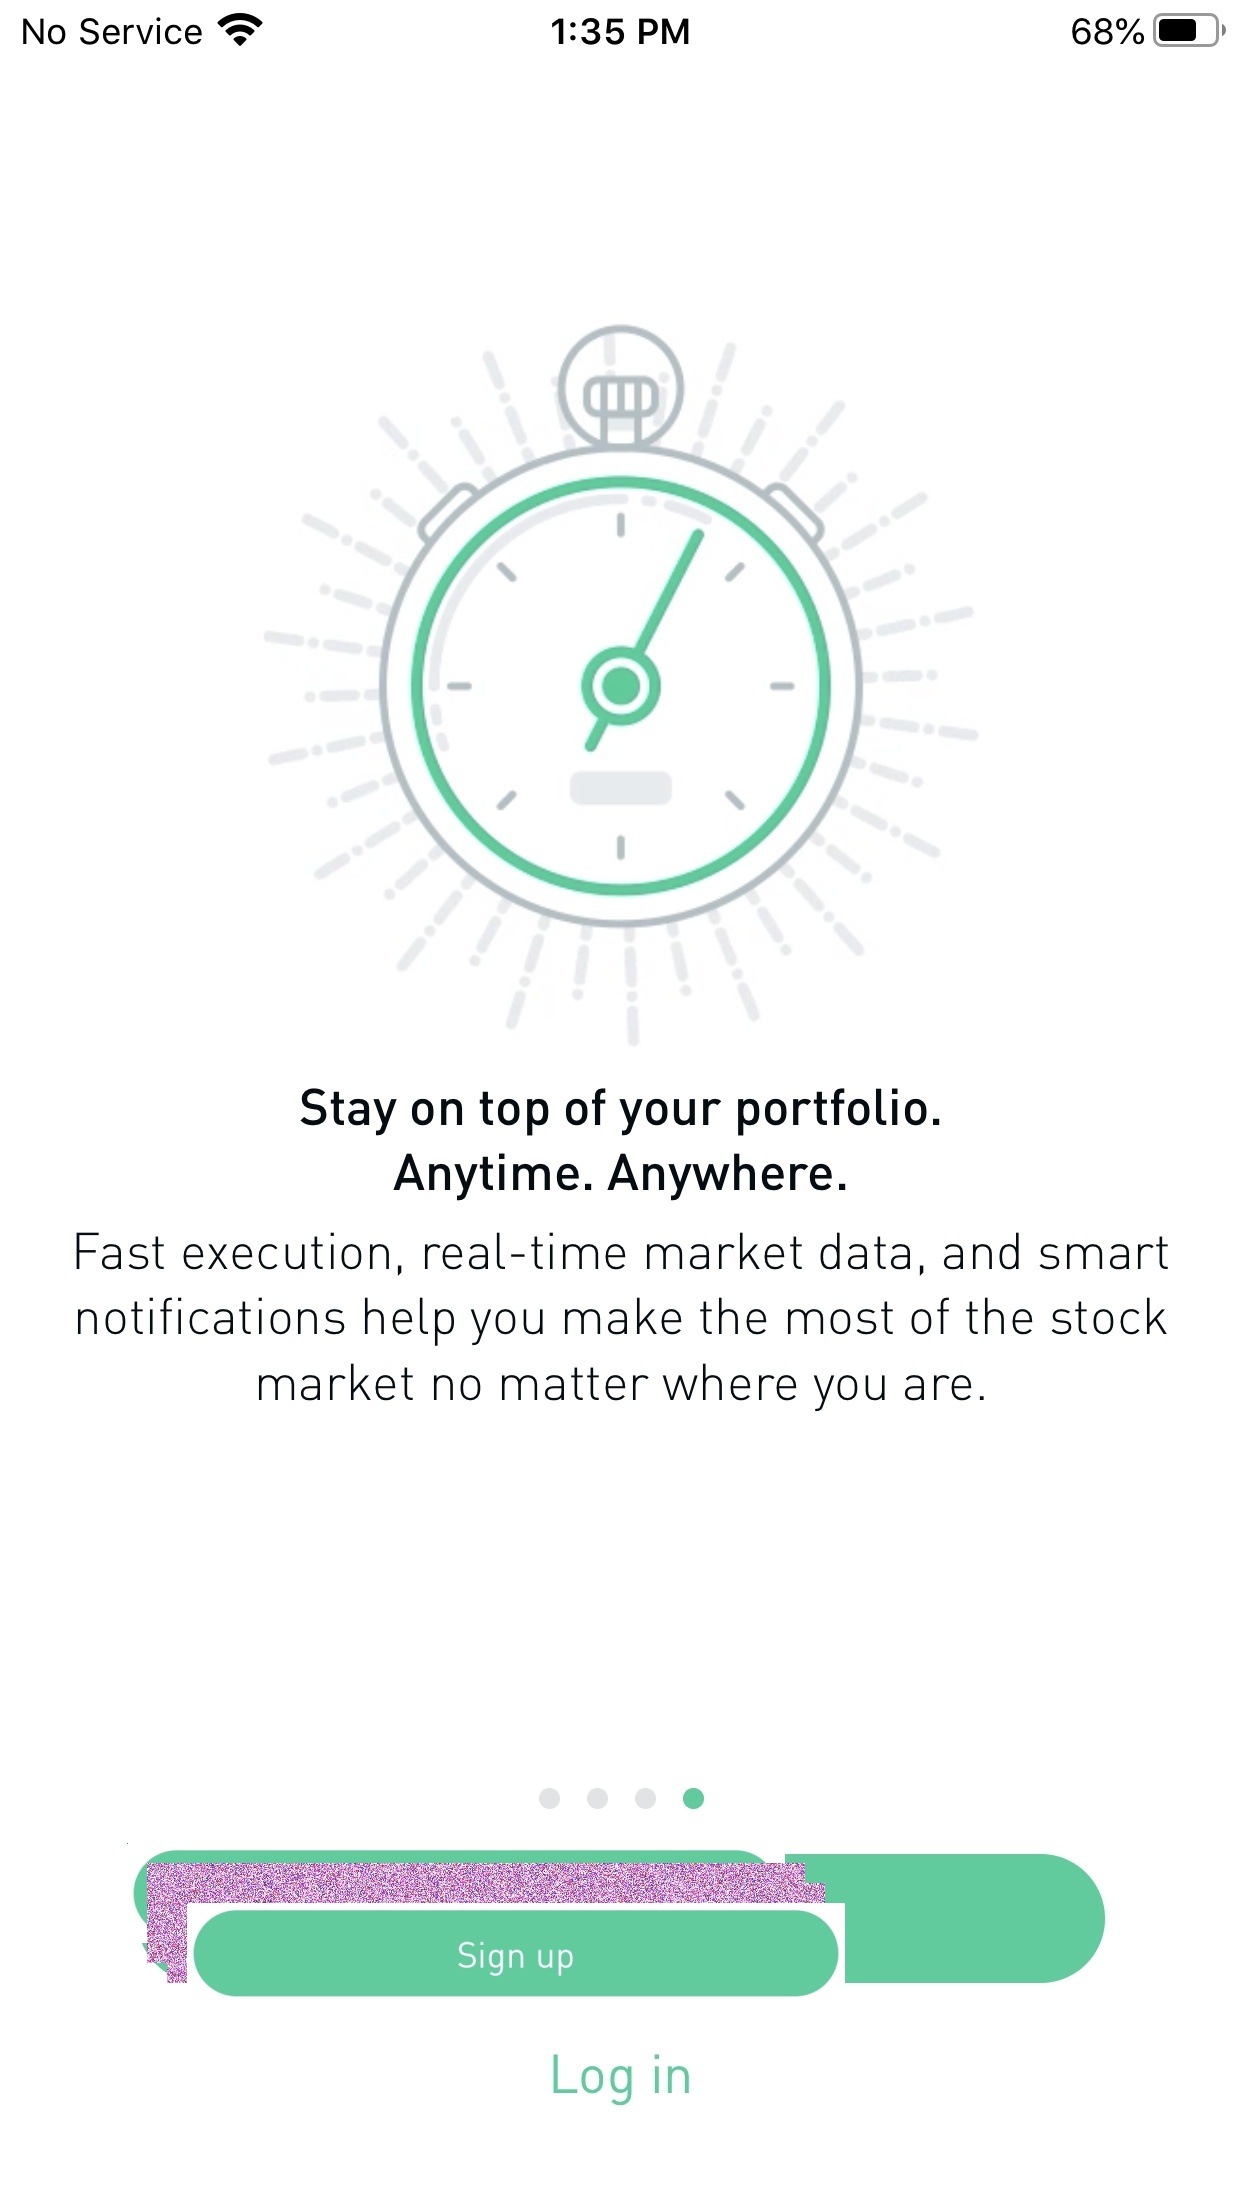 No Service
1:35 PM
68%
Stay on top of your portfolio.
Anytime. Anywhere.
Fast execution, real-time market data, and smart
notifications help you make the most of the stock
market no matter where you are.
Sign up
Log in